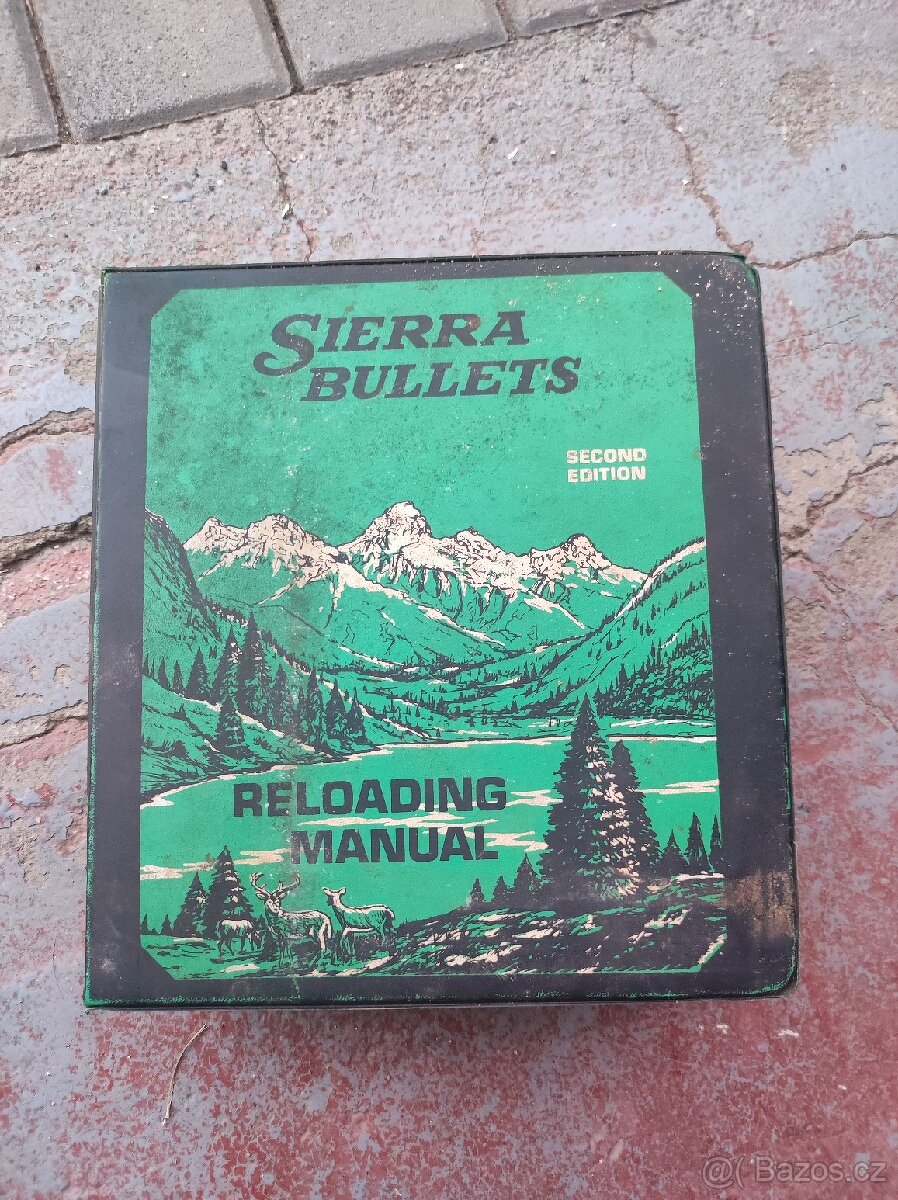 SIERRA
BULLETS
SECOND
EDITION
RELOADING
MANUAL
@(Bazos.cz